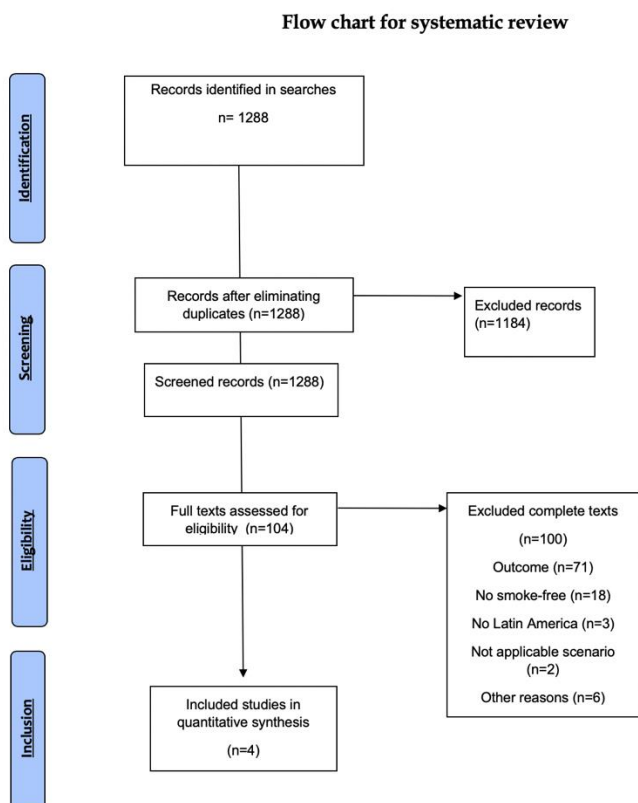 Flow chart for systematic review
Identification
Records identified in searches
n= 1288
Screening
Records after eliminating
duplicates (n=1288)
Excluded records
(n=1184)
Screened records (n=1288)
Eligibility
Full texts assessed for
eligibility (n=104)
Excluded complete texts
(n=100)
Outcome (n=71)
No smoke-free (n=18)
No Latin America (n=3)
Not applicable scenario
(n=2)
Other reasons (n=6)
Inclusion
Included studies in
quantitative synthesis
(n=4)